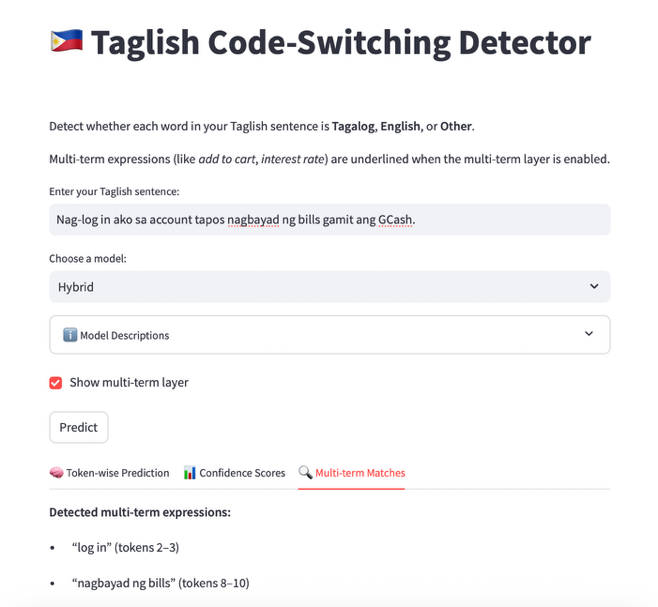 🇵🇭 Taglish Code-Switching Detector
Detect whether each word in your Taglish sentence is Tagalog, English, or Other.
Multi-term expressions (like add to cart, interest rate) are underlined when the multi-term layer is enabled.
Enter your Taglish sentence:
Nag-log in ako sa account tapos nagbayad ng bills gamit ang GCash.
Choose a model:
Hybrid
ℹ️ Model Descriptions
Show multi-term layer
Predict
🧠 Token-wise Prediction 📊 Confidence Scores 🔍 Multi-term Matches
Detected multi-term expressions:
• “log in” (tokens 2–3)
• “nagbayad ng bills” (tokens 8–10)